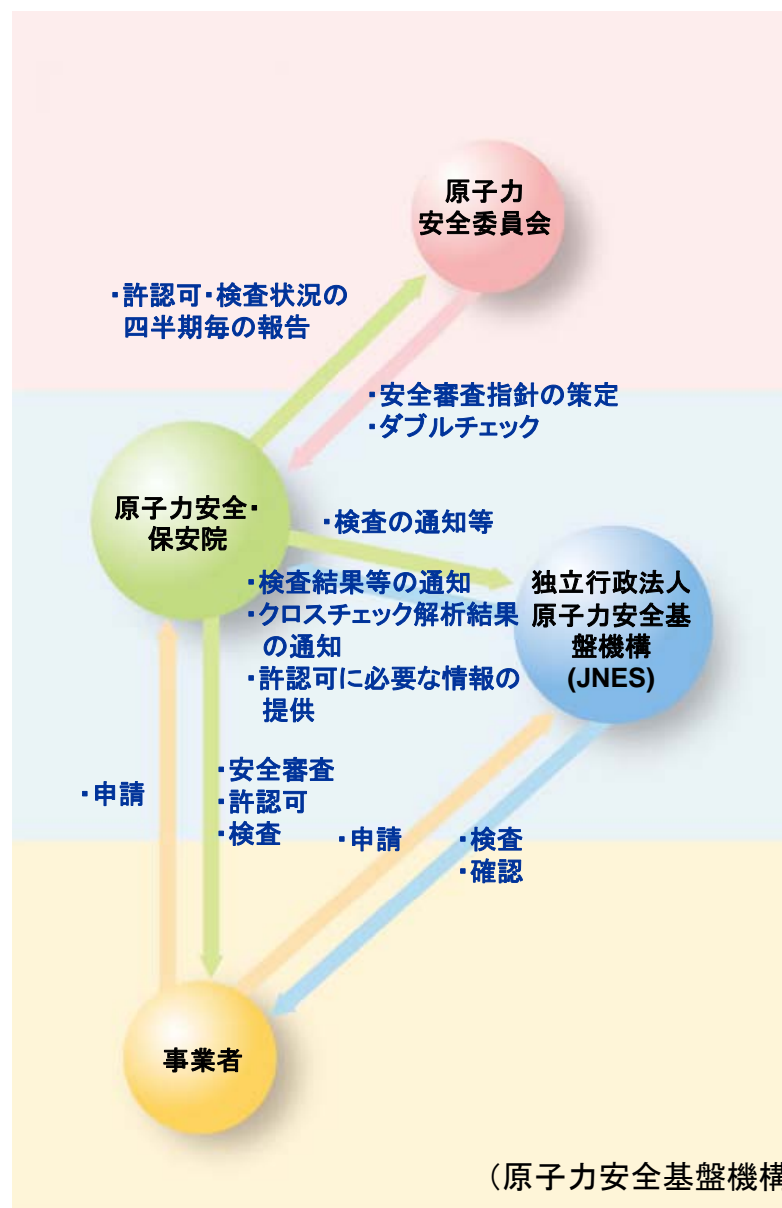 原子力
安全委員会
・許認可・検査状況の
四半期毎の報告
・安全審査指針の策定
・ダブルチェック
原子力安全・
保安院
・検査の通知等
・検査結果等の通知
・クロスチェック解析結果
の通知
・許認可に必要な情報の
提供
独立行政法人
原子力安全基
盤機構
(JNES)
・申請
・安全審査
・許認可
・検査
・申請
・検査
・確認
事業者
（原子力安全基盤機構